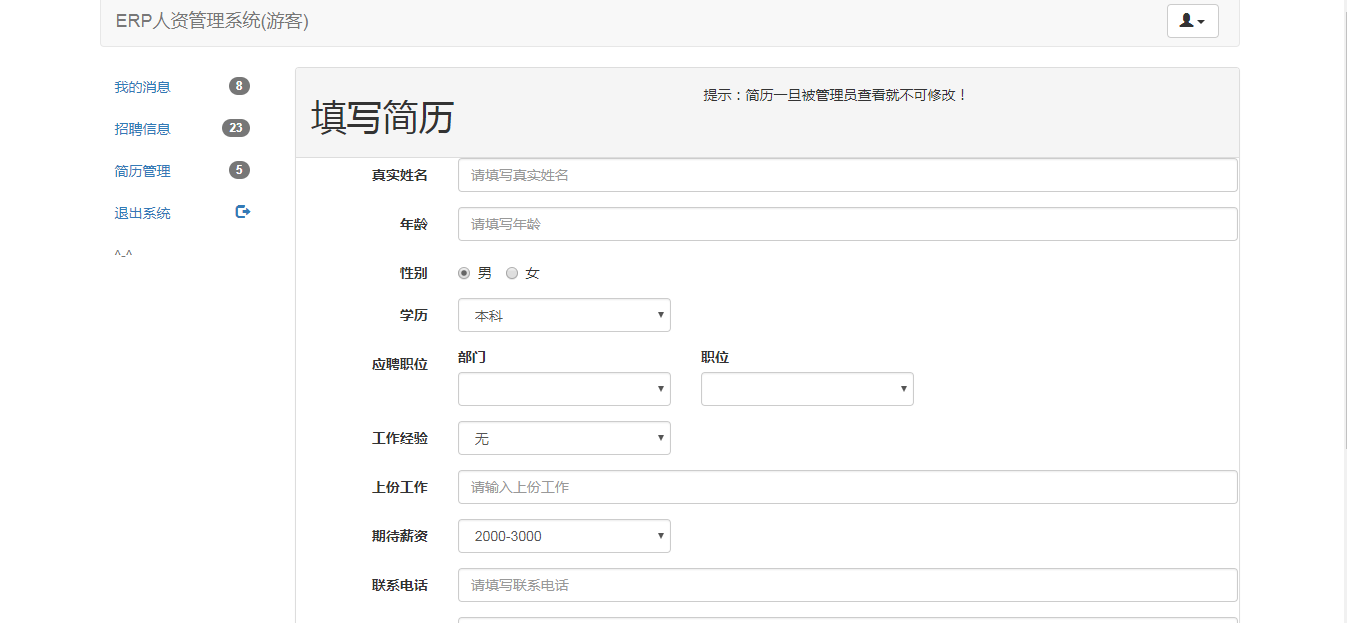 ERP人资管理系统(游客)
我的消息 8
招聘信息 23
简历管理 5
退出系统
^-^
填写简历
提示：简历一旦被管理员查看就不可修改！
真实姓名 请填写真实姓名
年龄 请填写年龄
性别 男 女
学历 本科
应聘职位 部门 职位
工作经验 无
上份工作 请输入上份工作
期待薪资 2000-3000
联系电话 请填写联系电话